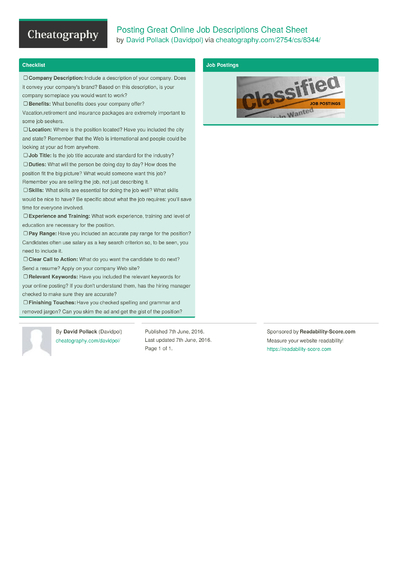 Cheatography
Posting Great Online Job Descriptions Cheat Sheet
by David Pollack (Davidpol) via cheatography.com/2754/cs/8344/
Checklist
☐ Company Description: Include a description of your company. Does
it convey your company's brand? Based on this description, is your
company someplace you would want to work?
☐ Benefits: What benefits does your company offer?
Vacation,retirement and insurance packages are extremely important to
some job seekers.
☐ Location: Where is the position located? Have you included the city
and state? Remember that the Web is international and people could be
looking at your ad from anywhere.
☐ Job Title: Is the job title accurate and standard for the industry?
☐ Duties: What will the person be doing day to day? How does the
position fit the big picture? What would someone want this job?
Remember you are selling the job, not just describing it.
☐ Skills: What skills are essential for doing the job well? What skills
would be nice to have? Be specific about what the job requires: you'll save
time for everyone involved.
☐ Experience and Training: What work experience, training and level of
education are necessary for the position.
☐ Pay Range: Have you included an accurate pay range for the position?
Candidates often use salary as a key search criterion so, to be seen, you
need to include it.
☐ Clear Call to Action: What do you want the candidate to do next?
Send a resume? Apply on your company Web site?
☐ Relevant Keywords: Have you included the relevant keywords for
your online posting? If you don't understand them, has the hiring manager
checked to make sure they are accurate?
☐ Finishing Touches: Have you checked spelling and grammar and
removed jargon? Can you skim the ad and get the gist of the position?
Job Postings
Classified
JOB POSTINGS
Wanted
By David Pollack (Davidpol)
cheatography.com/davidpol
Published 7th June, 2016.
Last updated 7th June, 2016.
Page 1 of 1.
Sponsored by Readability-Score.com
Measure your website readability!
https://readability-score.com